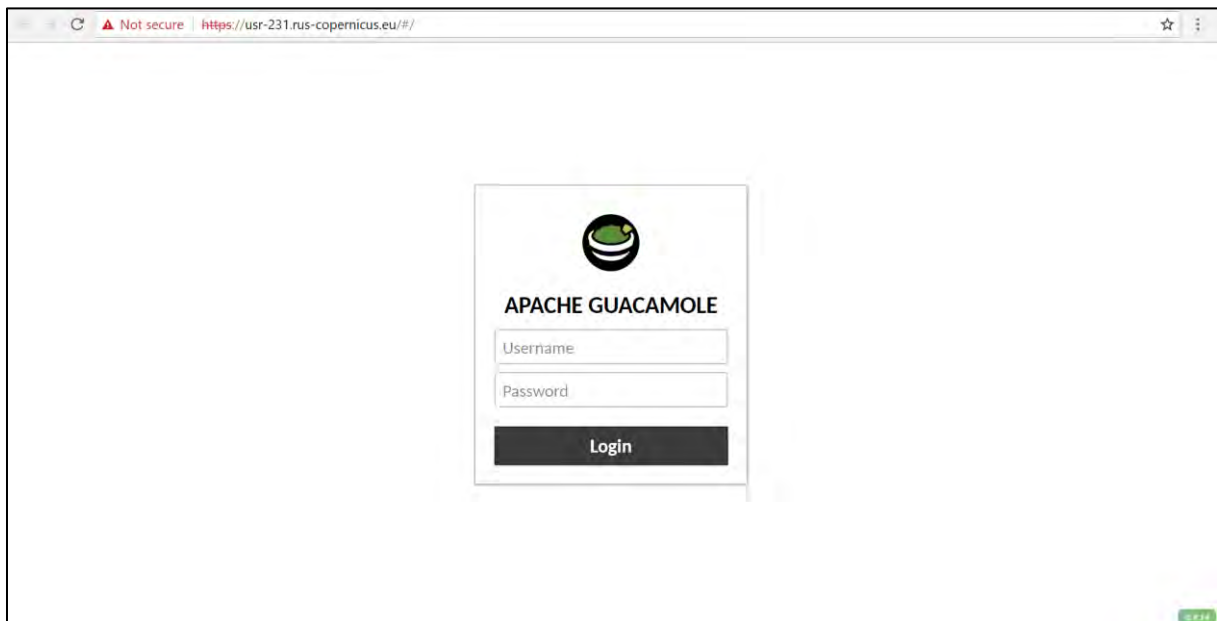 Not secure https://usr-231.rus-copernicus.eu/#/
APACHE GUACAMOLE
Username
Password
Login